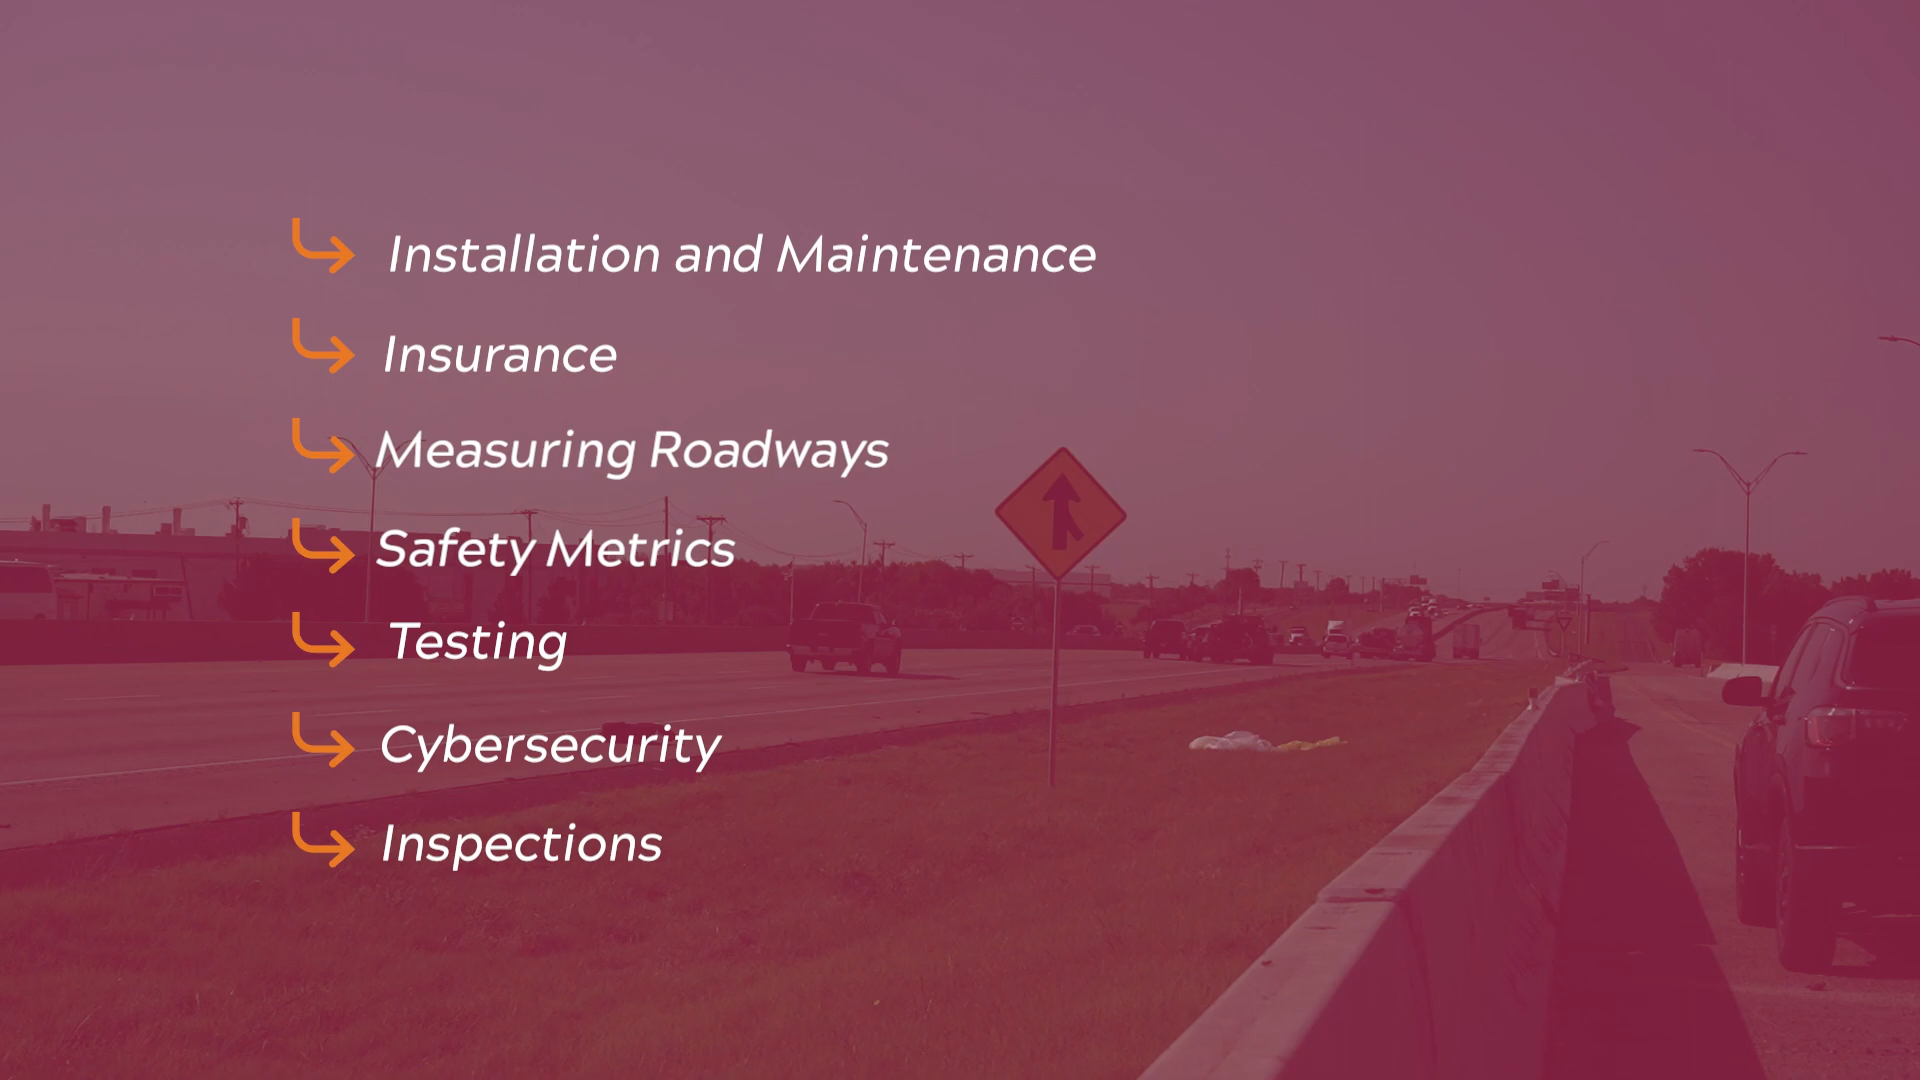 Installation and Maintenance
Insurance
Measuring Roadways
Safety Metrics
Testing
Cybersecurity
Inspections